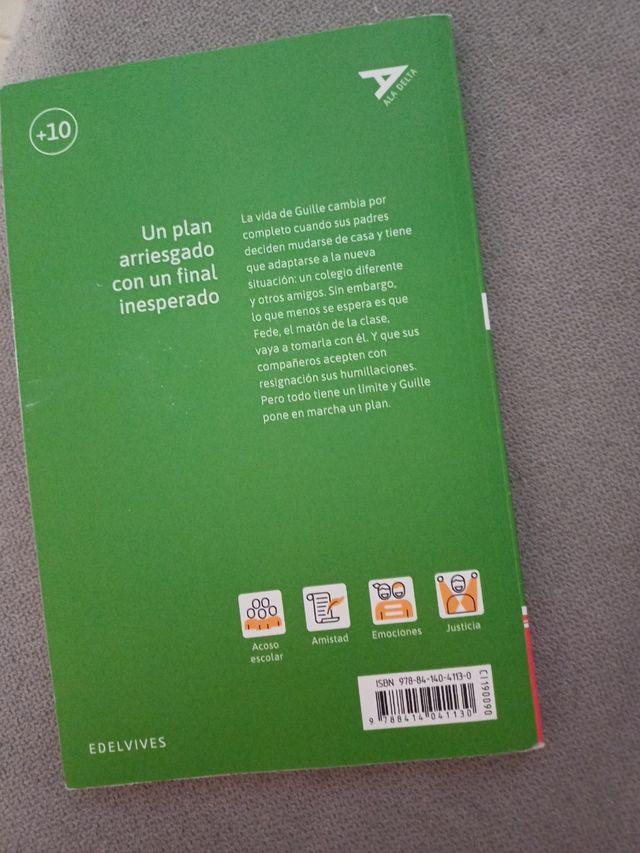 +10
ALA DELTA
Un plan
arriesgado
con un final
inesperado
La vida de Guille cambia por
completo cuando sus padres
deciden mudarse de casa y tiene
que adaptarse a la nueva
situación: un colegio diferente
y otros amigos. Sin embargo,
lo que menos se espera es que
Fede, el matón de la clase,
vaya a tomarla con él. Y que sus
compañeros acepten con
resignación sus humillaciones.
Pero todo tiene un límite y Guille
pone en marcha un plan.
Acoso
escolar
Amistad
Emociones
Justicia
ISBN 978-84-140-4113-0
9 788414 041130
CI190090
EDELVIVES